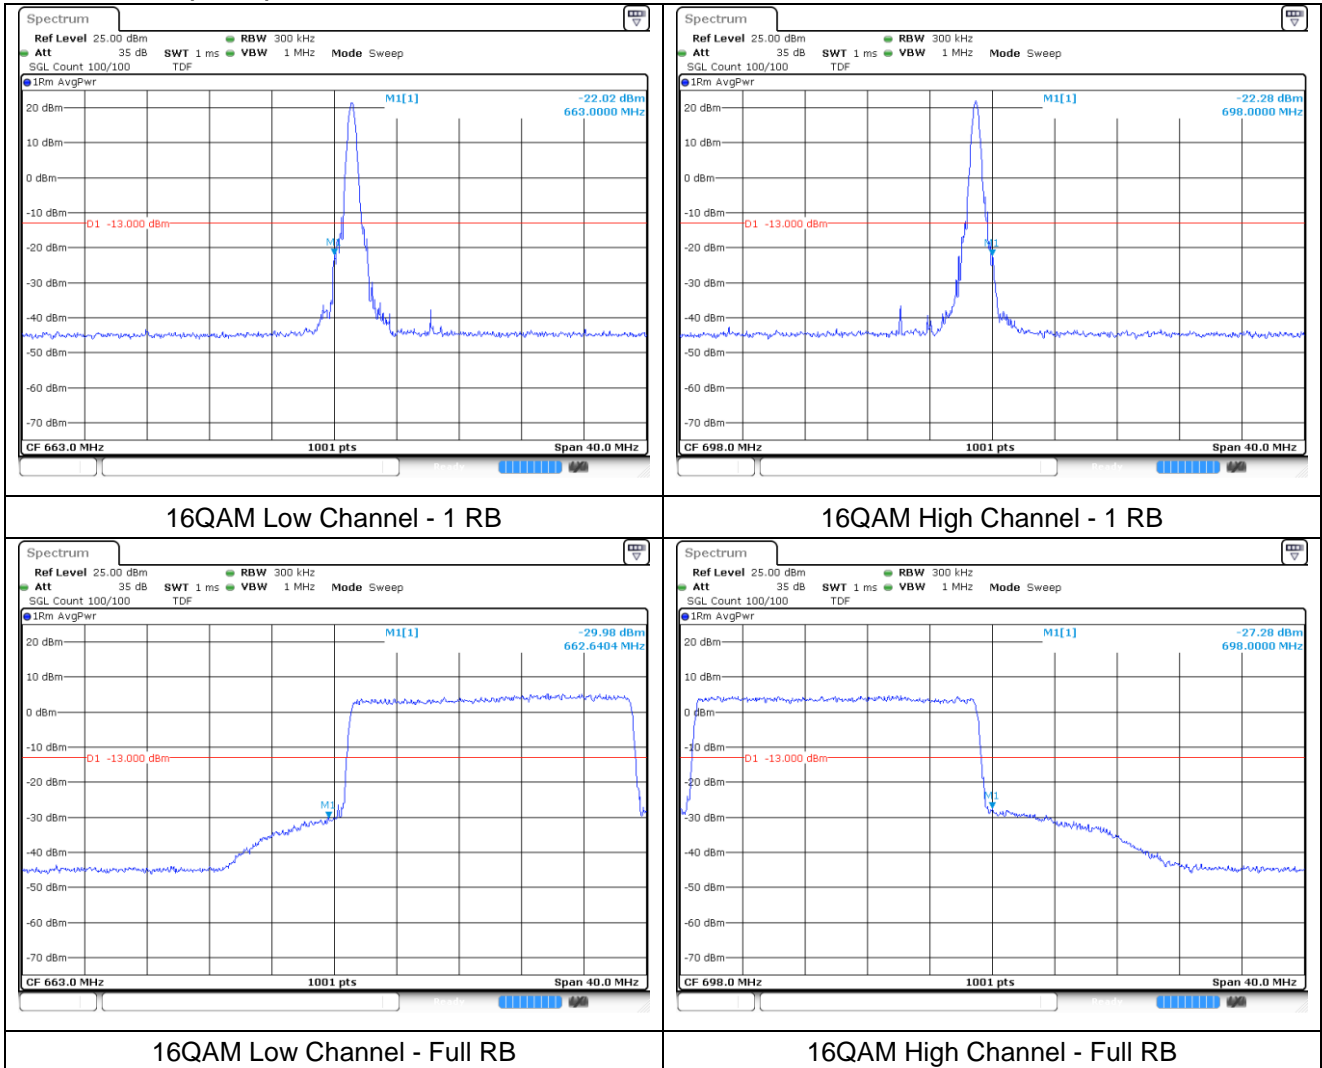 Spectrum
Ref Level 25.00 dBm RBW 300 kHz
Att 35 dB SWT 1 ms VBW 1 MHz Mode Sweep
SGL Count 100/100 TDF
1Rm AvgPwr
M1[1] -22.02 dBm
663.0000 MHz
20 dBm
10 dBm
0 dBm
-10 dBm
D1 -13.000 dBm
-20 dBm
-30 dBm
-40 dBm
-50 dBm
-60 dBm
-70 dBm
CF 663.0 MHz 1001 pts Span 40.0 MHz
16QAM Low Channel - 1 RB
Spectrum
Ref Level 25.00 dBm RBW 300 kHz
Att 35 dB SWT 1 ms VBW 1 MHz Mode Sweep
SGL Count 100/100 TDF
1Rm AvgPwr
M1[1] -22.28 dBm
698.0000 MHz
20 dBm
10 dBm
0 dBm
-10 dBm
D1 -13.000 dBm
-20 dBm
-30 dBm
-40 dBm
-50 dBm
-60 dBm
-70 dBm
CF 698.0 MHz 1001 pts Span 40.0 MHz
16QAM High Channel - 1 RB
Spectrum
Ref Level 25.00 dBm RBW 300 kHz
Att 35 dB SWT 1 ms VBW 1 MHz Mode Sweep
SGL Count 100/100 TDF
1Rm AvgPwr
M1[1] -29.98 dBm
662.6404 MHz
20 dBm
10 dBm
0 dBm
-10 dBm
D1 -13.000 dBm
-20 dBm
M1
-30 dBm
-40 dBm
-50 dBm
-60 dBm
-70 dBm
CF 663.0 MHz 1001 pts Span 40.0 MHz
16QAM Low Channel - Full RB
Spectrum
Ref Level 25.00 dBm RBW 300 kHz
Att 35 dB SWT 1 ms VBW 1 MHz Mode Sweep
SGL Count 100/100 TDF
1Rm AvgPwr
M1[1] -27.28 dBm
698.0000 MHz
20 dBm
10 dBm
0 dBm
-10 dBm
D1 -13.000 dBm
-20 dBm
M1
-30 dBm
-40 dBm
-50 dBm
-60 dBm
-70 dBm
CF 698.0 MHz 1001 pts Span 40.0 MHz
16QAM High Channel - Full RB